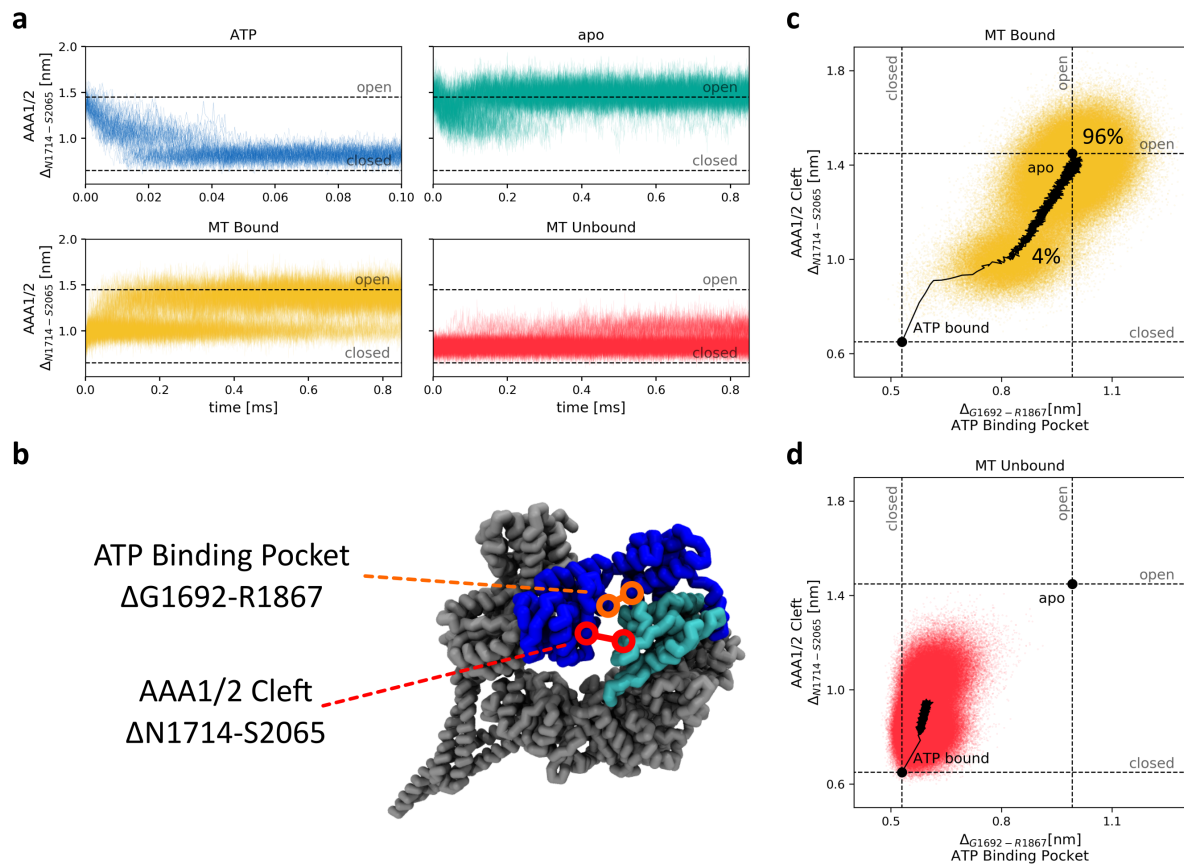 a
ATP
apo
AAA1/2
ΔN1714−S2065 [nm]
2.0
1.5
1.0
open
closed
open
closed
0.00
0.02
0.04
0.06
0.08
0.10
0.0
0.2
0.4
0.6
0.8
MT Bound
MT Unbound
AAA1/2
ΔN1714−S2065 [nm]
2.0
1.5
1.0
open
closed
open
closed
0.0
0.2
0.4
0.6
0.8
0.0
0.2
0.4
0.6
0.8
time [ms]
time [ms]
b
ATP Binding Pocket
ΔG1692-R1867
AAA1/2 Cleft
ΔN1714-S2065
c
MT Bound
AAA1/2 Cleft
ΔN1714−S2065 [nm]
1.8
1.4
1.0
0.6
closed
open
open
closed
96%
apo
4%
ATP bound
0.5
0.8
1.1
ΔG1692−R1867[nm]
ATP Binding Pocket
d
MT Unbound
AAA1/2 Cleft
ΔN1714−S2065 [nm]
1.8
1.4
1.0
0.6
closed
open
open
closed
apo
ATP bound
0.5
0.8
1.1
ΔG1692−R1867[nm]
ATP Binding Pocket